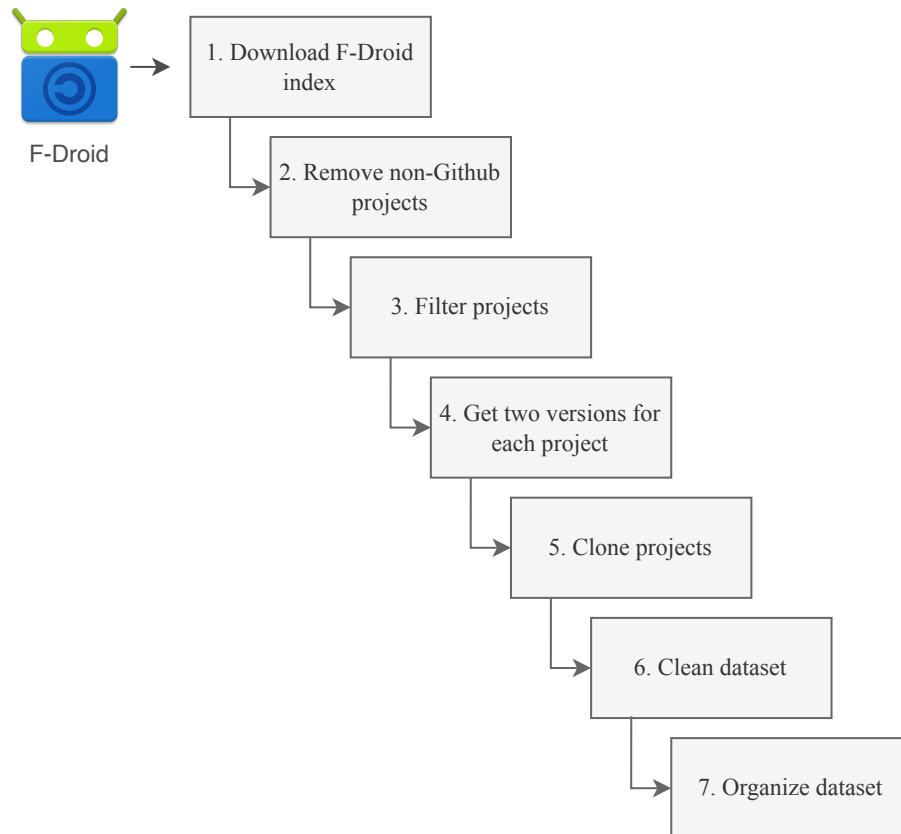 F-Droid
1. Download F-Droid
index
2. Remove non-Github
projects
3. Filter projects
4. Get two versions for
each project
5. Clone projects
6. Clean dataset
7. Organize dataset